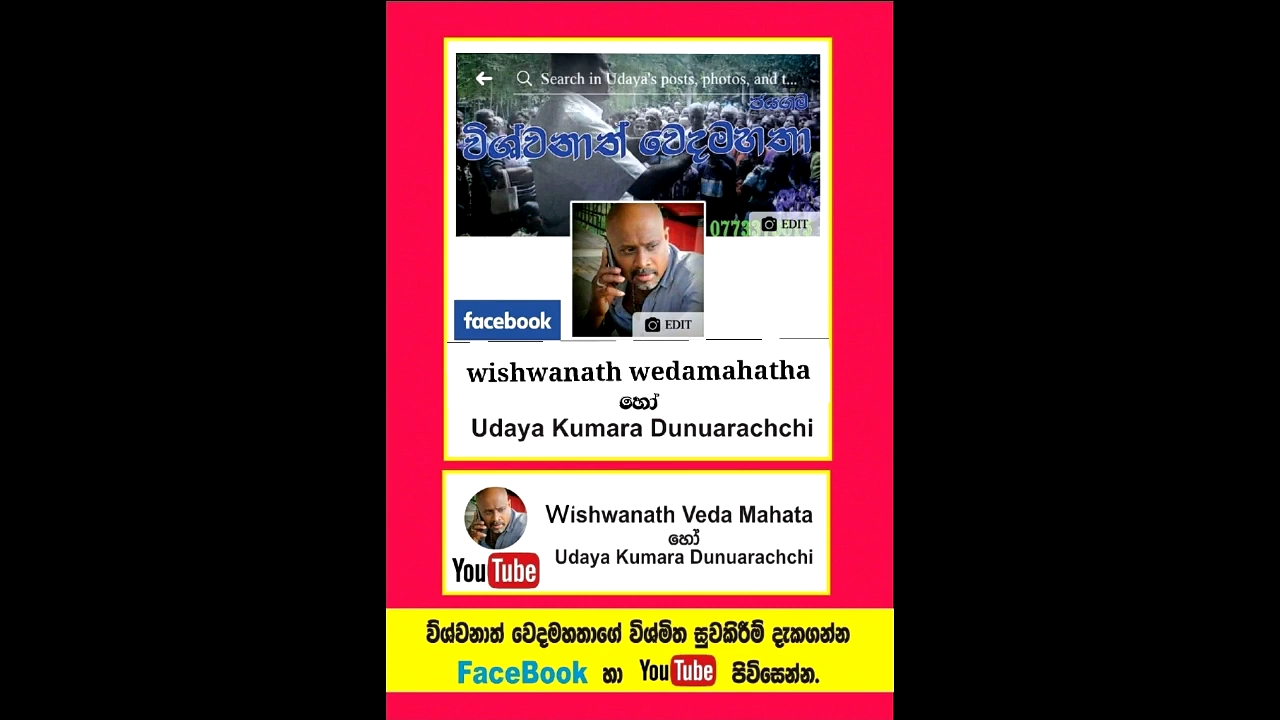 Search in Udaya's posts, photos, and t...
ජයගම
විශ්වනාත් වෙදමහතා
EDIT
EDIT
facebook
wishwanath wedamahatha
හෝ
Udaya Kumara Dunuarachchi
Wishwanath Veda Mahata
හෝ
Udaya Kumara Dunuarachchi
YouTube
විශ්වනාත් වෙදමහතාගේ විශ්මිත සුවකිරීම් දැකගන්න
FaceBook හා YouTube පිවිසෙන්න.